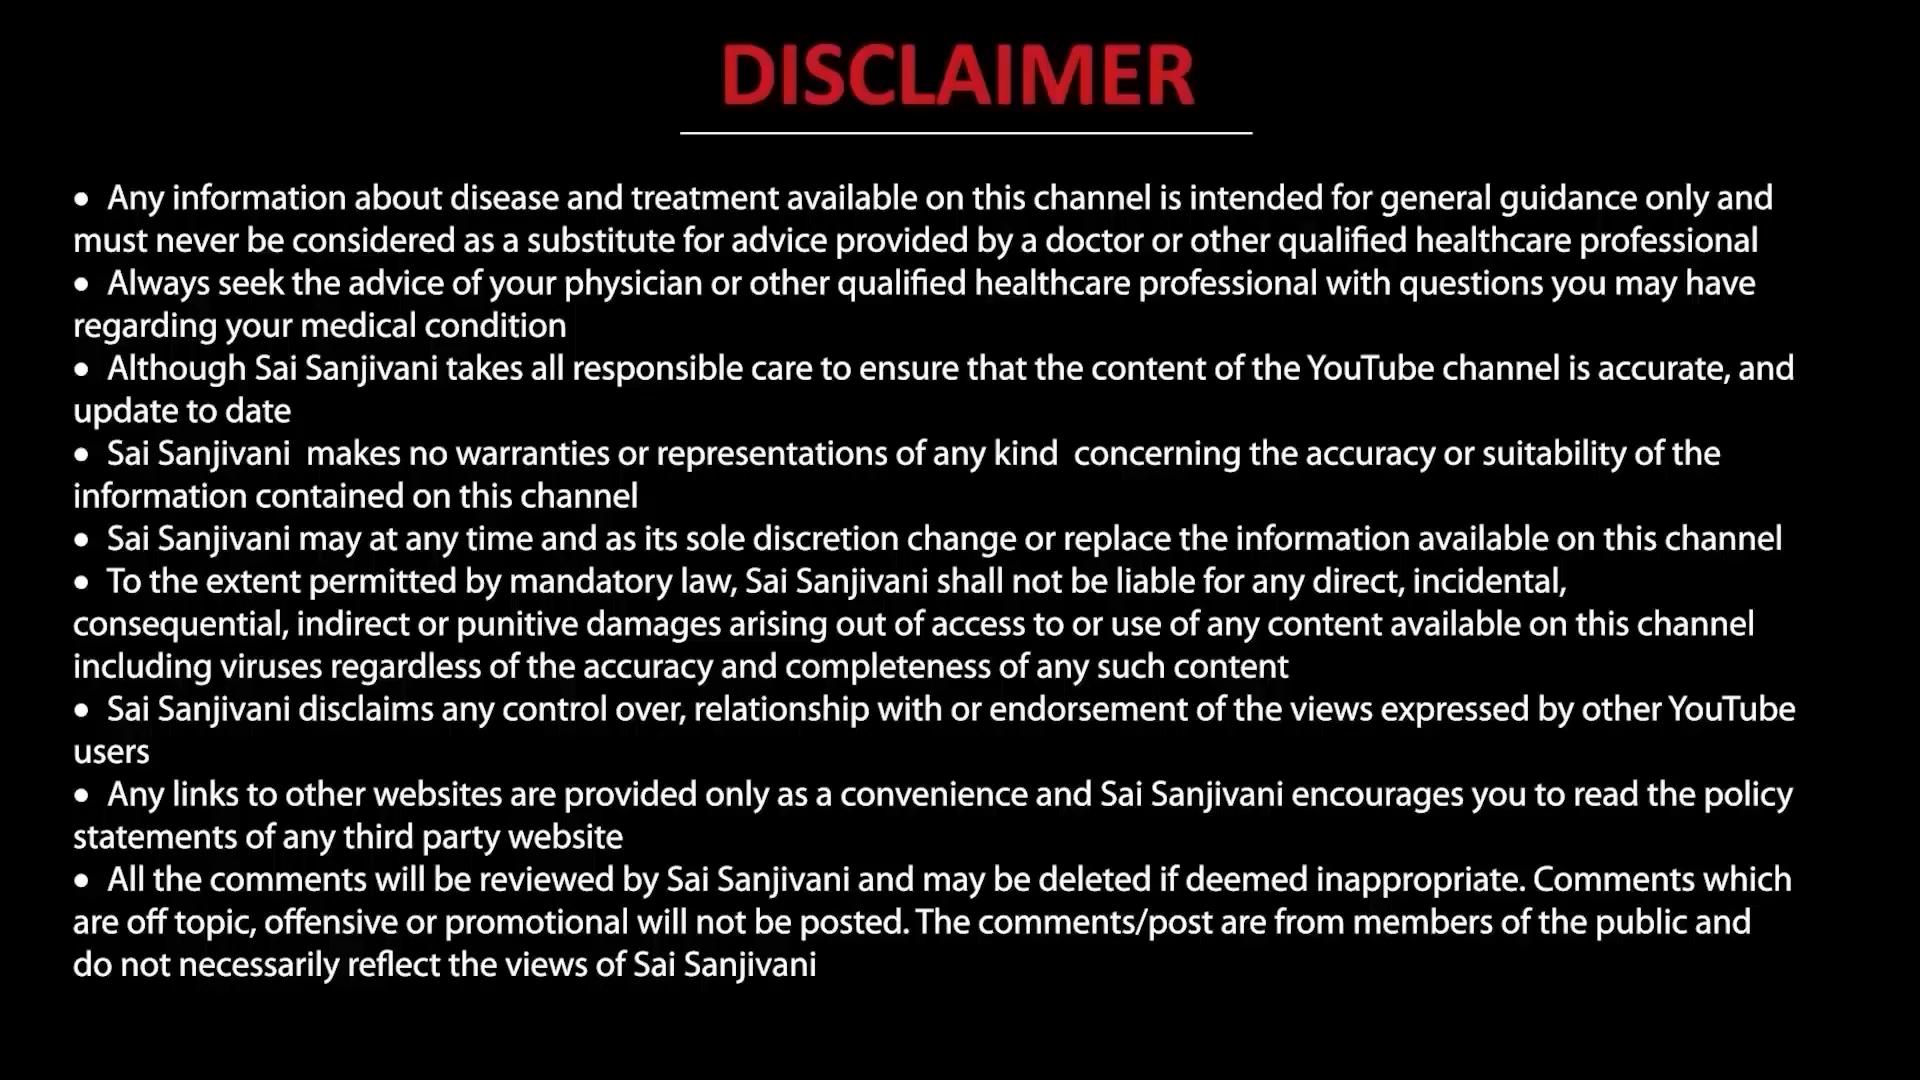 DISCLAIMER
• Any information about disease and treatment available on this channel is intended for general guidance only and
must never be considered as a substitute for advice provided by a doctor or other qualified healthcare professional
• Always seek the advice of your physician or other qualified healthcare professional with questions you may have
regarding your medical condition
• Although Sai Sanjivani takes all responsible care to ensure that the content of the YouTube channel is accurate, and
update to date
• Sai Sanjivani  makes no warranties or representations of any kind  concerning the accuracy or suitability of the
information contained on this channel
• Sai Sanjivani may at any time and as its sole discretion change or replace the information available on this channel
• To the extent permitted by mandatory law, Sai Sanjivani shall not be liable for any direct, incidental,
consequential, indirect or punitive damages arising out of access to or use of any content available on this channel
including viruses regardless of the accuracy and completeness of any such content
• Sai Sanjivani disclaims any control over, relationship with or endorsement of the views expressed by other YouTube
users
• Any links to other websites are provided only as a convenience and Sai Sanjivani encourages you to read the policy
statements of any third party website
• All the comments will be reviewed by Sai Sanjivani and may be deleted if deemed inappropriate. Comments which
are off topic, offensive or promotional will not be posted. The comments/post are from members of the public and
do not necessarily reflect the views of Sai Sanjivani